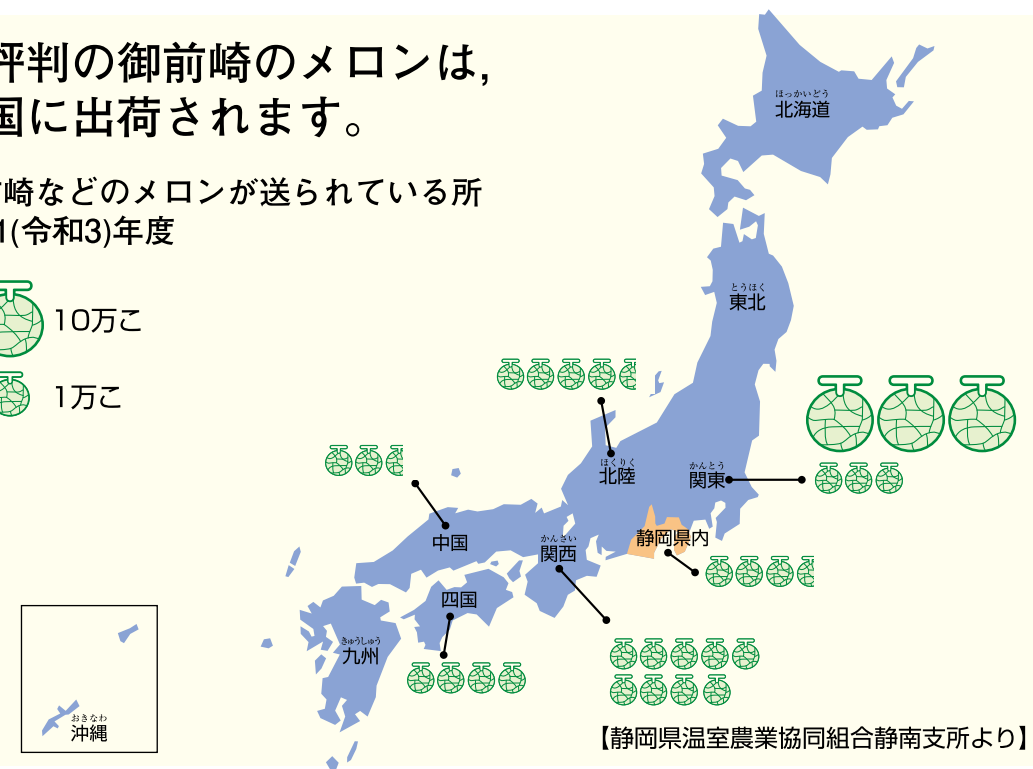 評判の御前崎のメロンは,
国に出荷されます。
崎などのメロンが送られている所
1(令和3)年度
10万こ
1万こ
ほっかいどう
北海道
とうほく
東北
ほくりく
北陸
かんとう
関東
静岡県内
中国
かんさい
関西
四国
きゅうしゅう
九州
おきなわ
沖縄
【静岡県温室農業協同組合静南支所より】